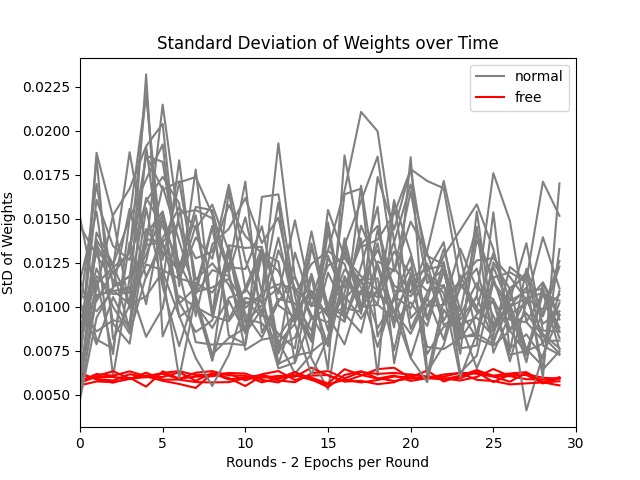 Standard Deviation of Weights over Time
normal
free
StD of Weights
0.0225
0.0200
0.0175
0.0150
0.0125
0.0100
0.0075
0.0050
0 5 10 15 20 25 30
Rounds - 2 Epochs per Round